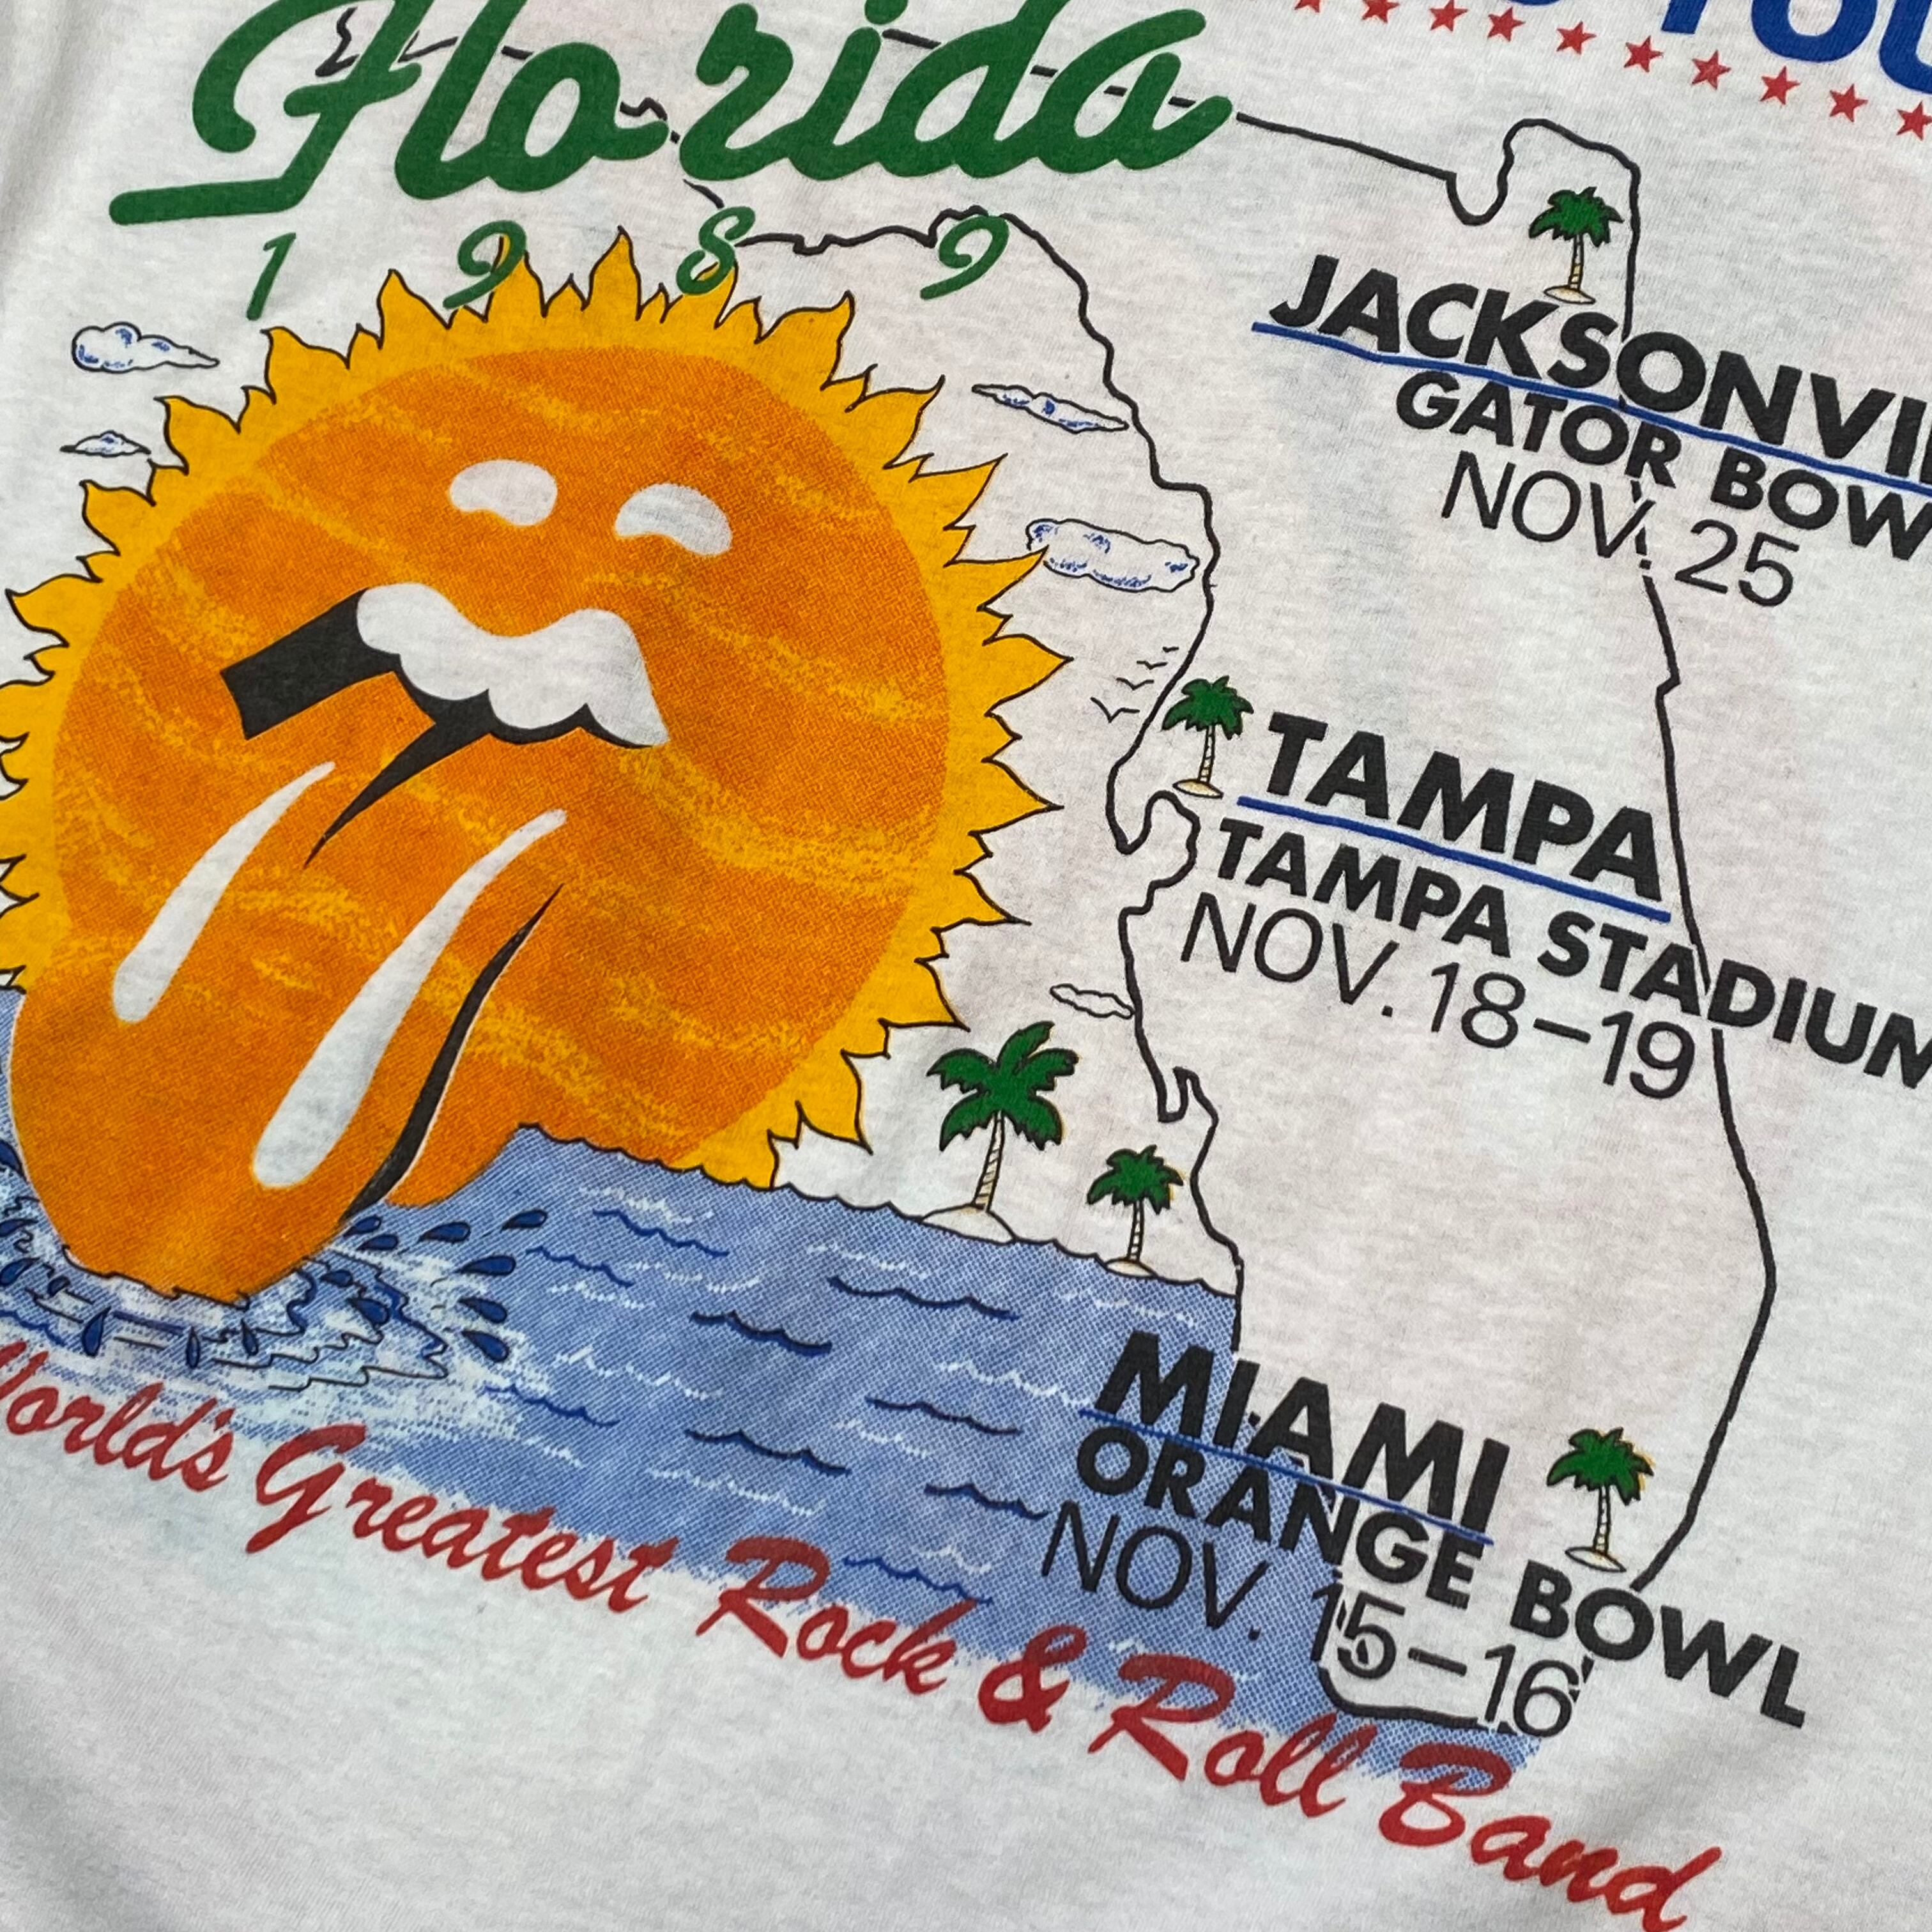 Florida
1989
JACKSONVI
GATOR BOW
NOV. 25
TAMPA
TAMPA STADIUM
NOV. 18-19
MIAMI
ORANGE BOWL
NOV. 15-16
World's Greatest Rock & Roll Band